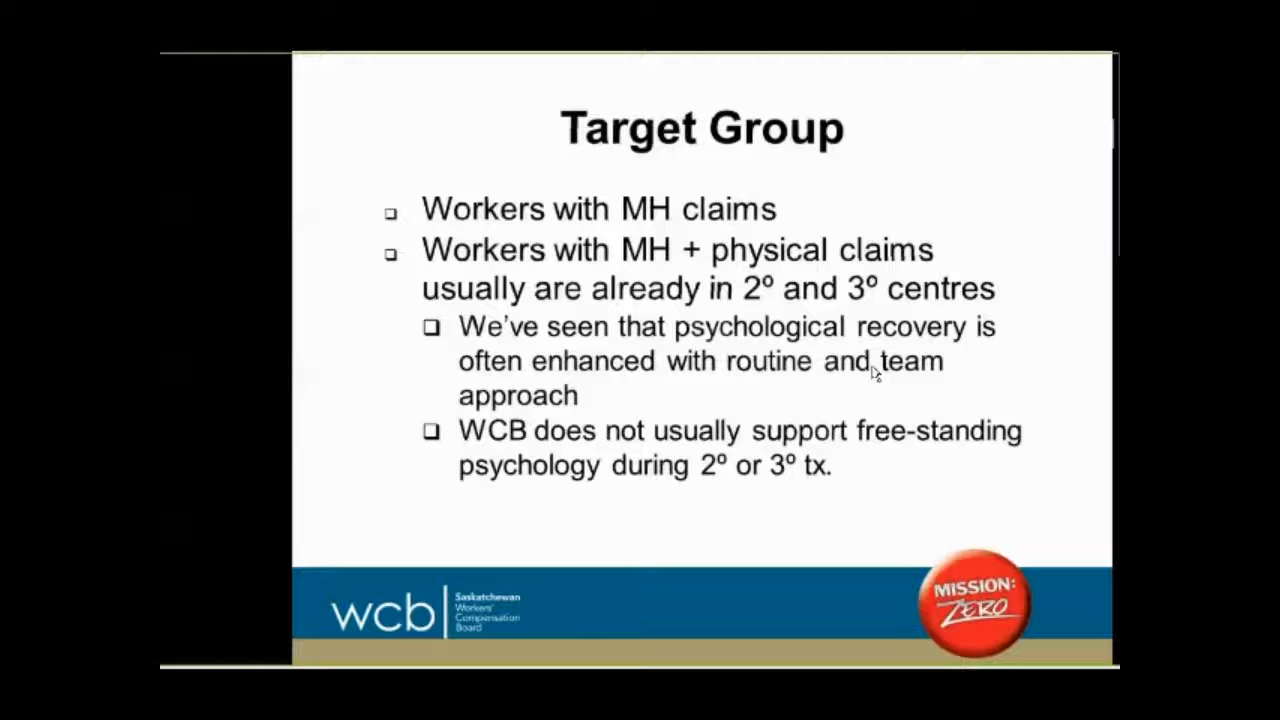 Target Group
❑ Workers with MH claims
❑ Workers with MH + physical claims
usually are already in 2º and 3º centres
❑ We've seen that psychological recovery is
often enhanced with routine and team
approach
❑ WCB does not usually support free-standing
psychology during 2º or 3º tx.
wcb
Saskatchewan
Workers'
Compensation
Board
MISSION:
ZERO